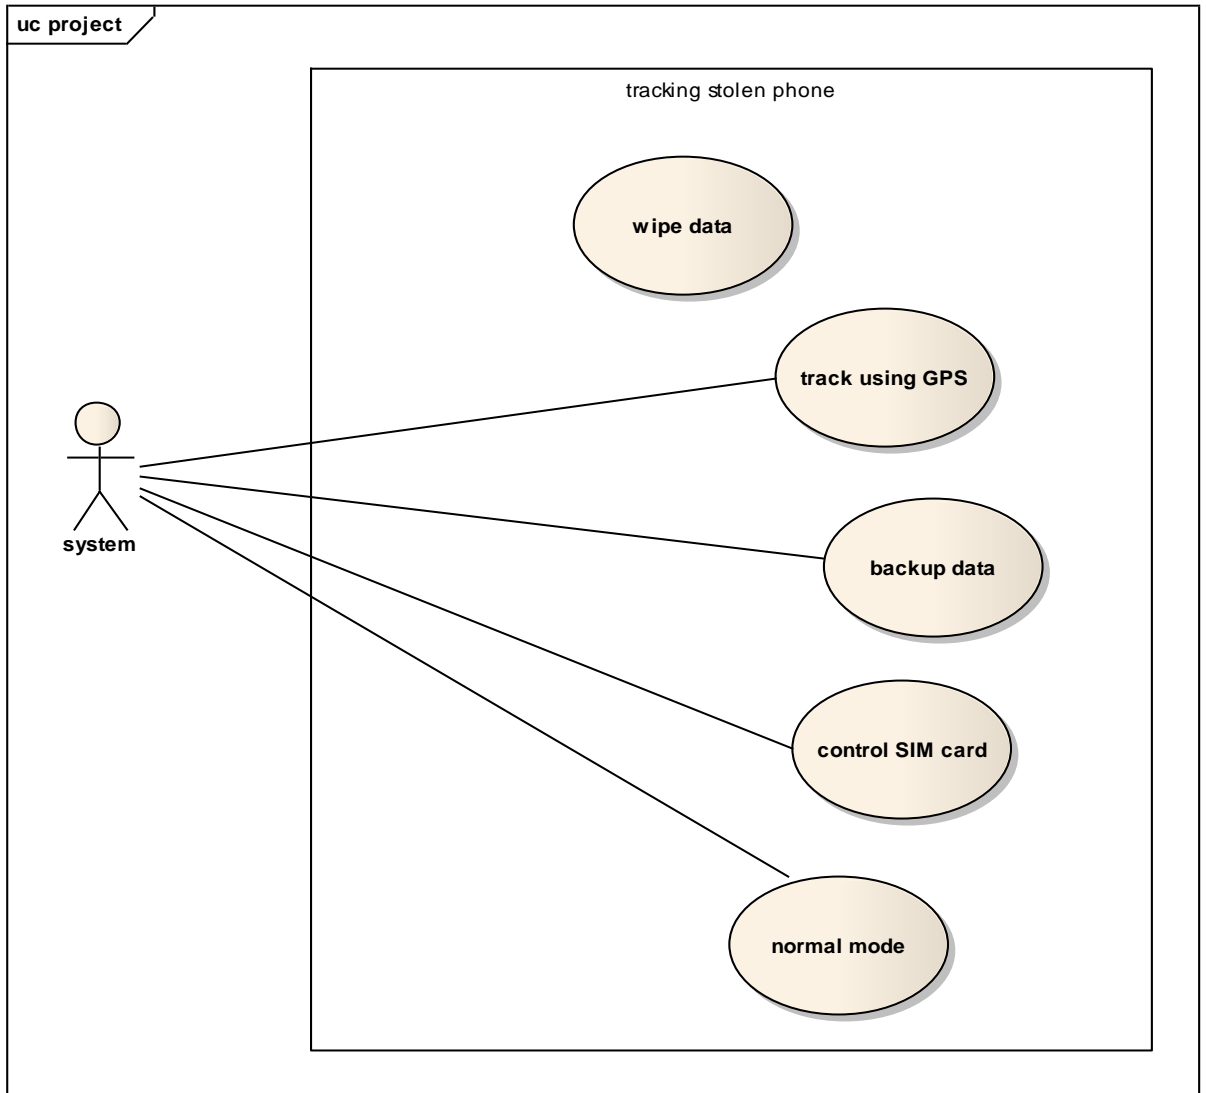 uc project
tracking stolen phone
wipe data
track using GPS
system
backup data
control SIM card
normal mode